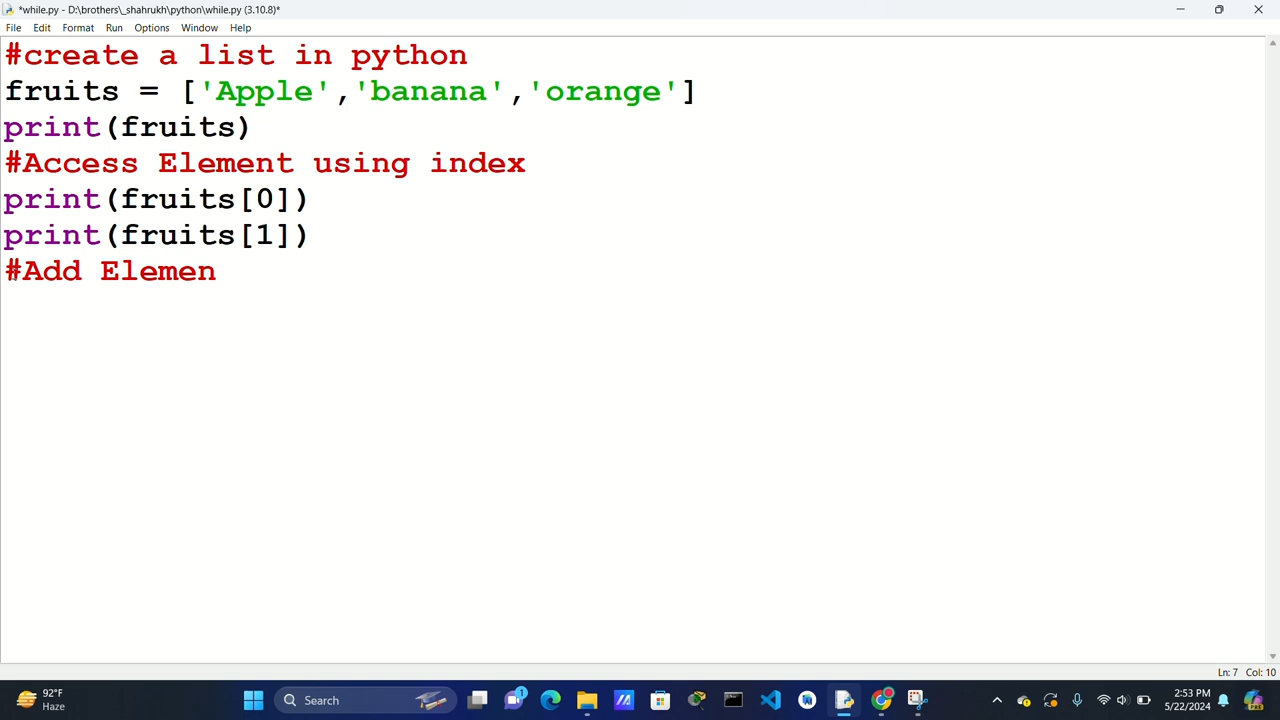 *while.py - D:\brothers\_shahrukh\python\while.py (3.10.8)*
File Edit Format Run Options Window Help
#create a list in python
fruits = ['Apple','banana','orange']
print(fruits)
#Access Element using index
print(fruits[0])
print(fruits[1])
#Add Elemen
Ln: 7 Col: 10
92°F
Haze
Search
1
2:53 PM
5/22/2024